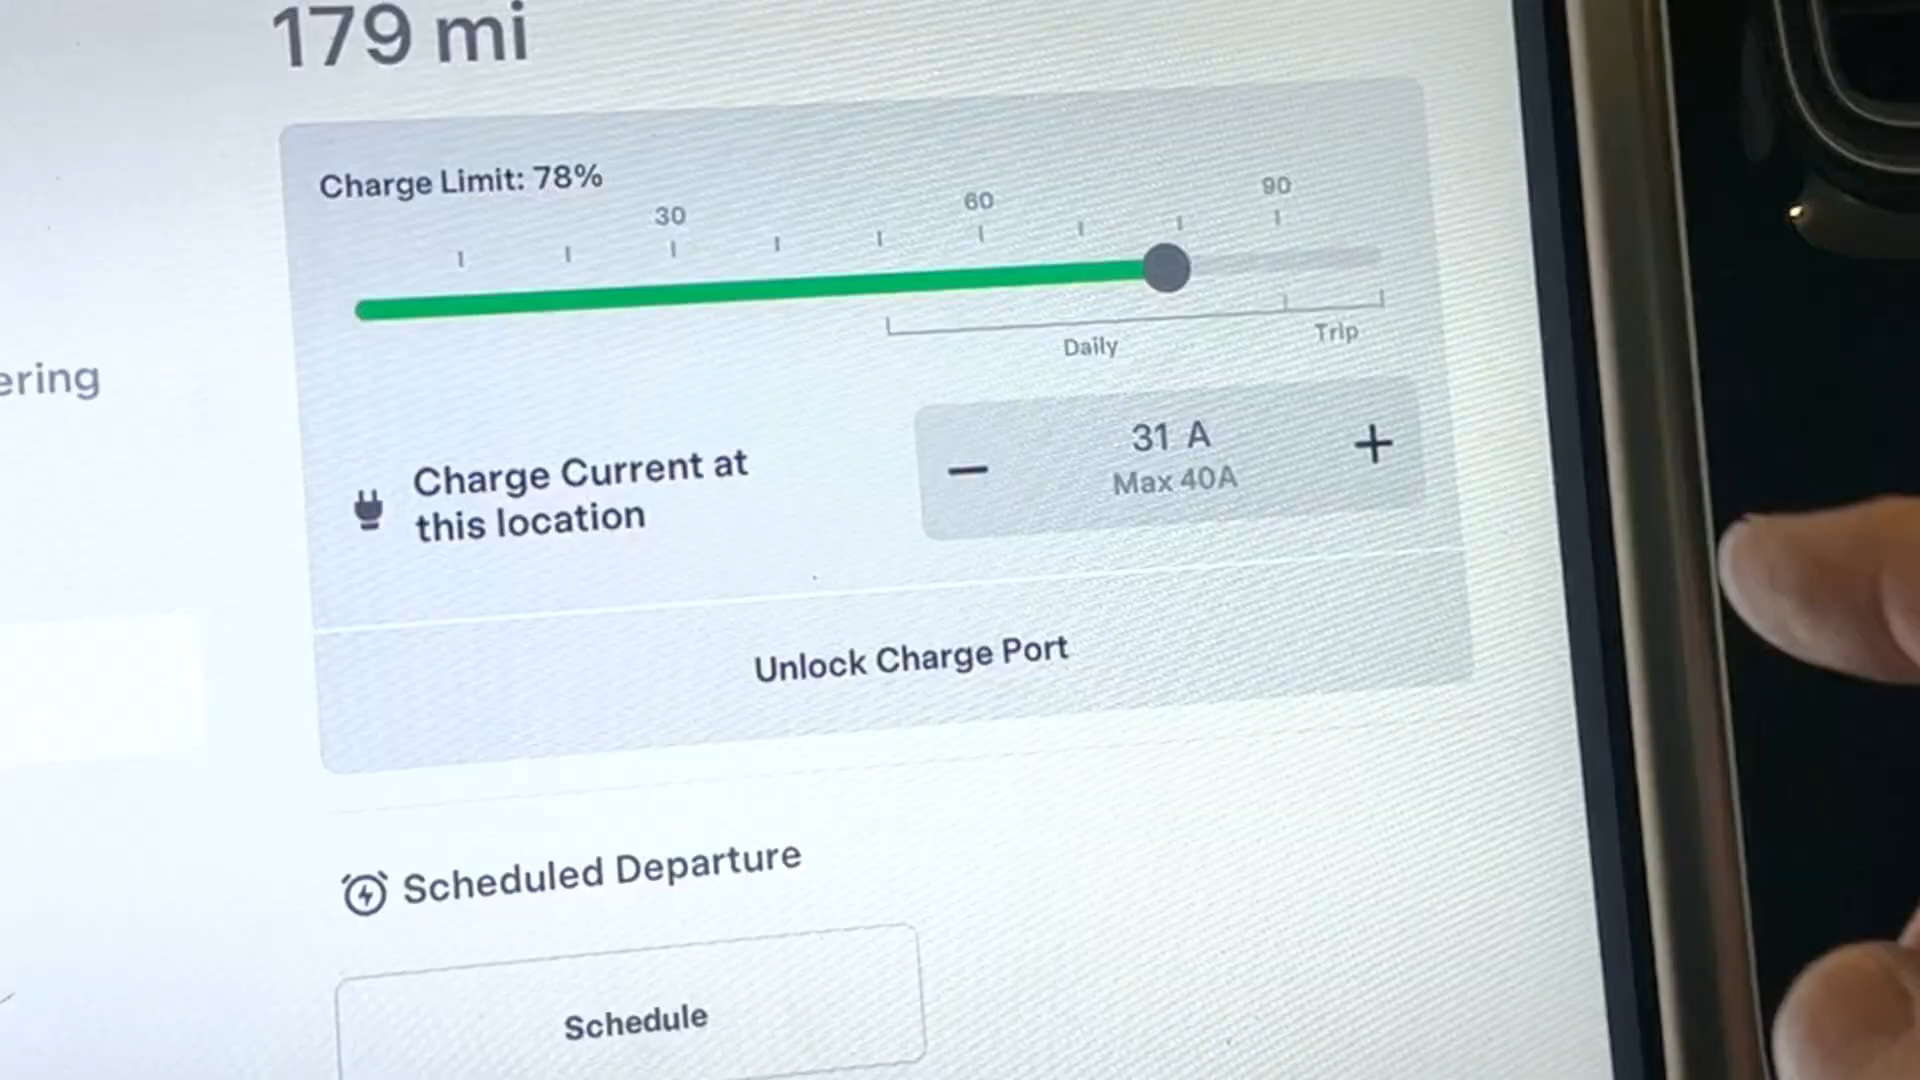 179 mi
Charge Limit: 78%
30 60 90
Daily Trip
ering
Charge Current at
this location
31 A
Max 40A
Unlock Charge Port
Scheduled Departure
Schedule